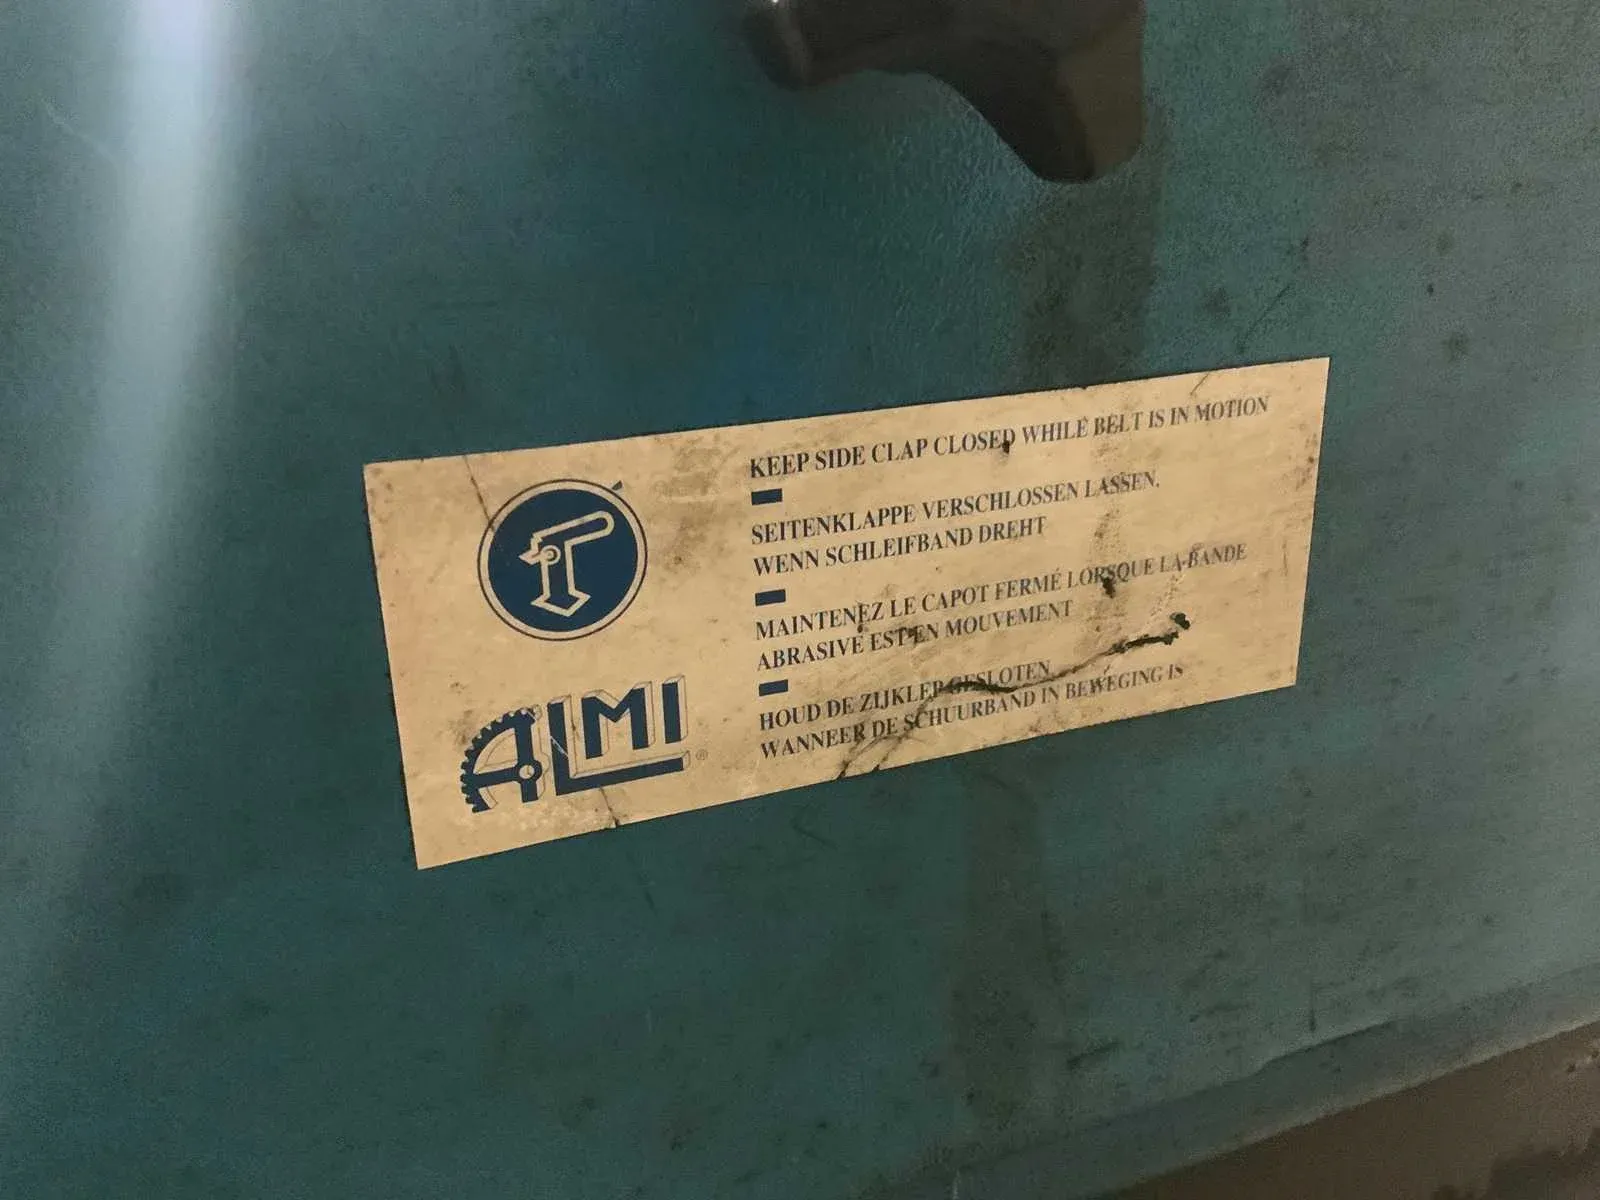 KEEP SIDE CLAP CLOSED WHILE BELT IS IN MOTION
SEITENKLAPPE VERSCHLOSSEN LASSEN.
WENN SCHLEIFBAND DREHT
MAINTENEZ LE CAPOT FERMÉ LORSQUE LA BANDE
ABRASIVE EST EN MOUVEMENT
HOUD DE ZIJKLEP GESLOTEN
WANNEER DE SCHUURBAND IN BEWEGING IS
ALMI®